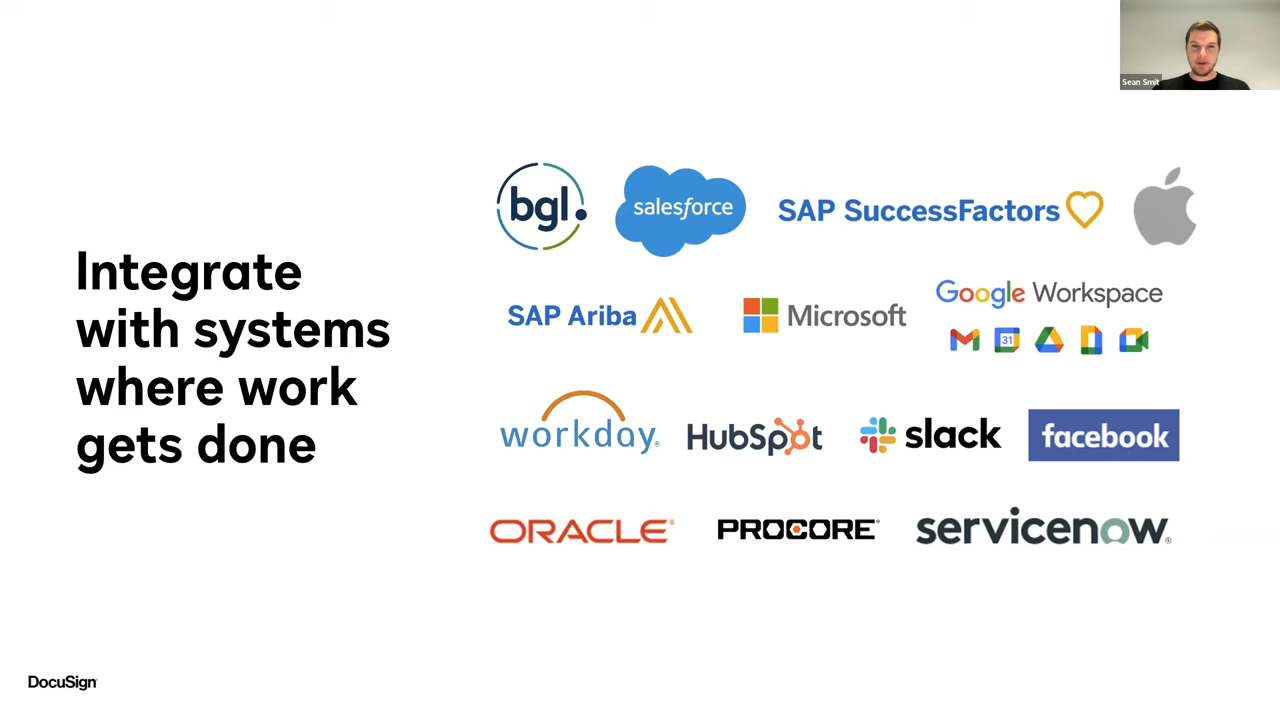 Sean Smit
Integrate
with systems
where work
gets done
bgl.
salesforce
SAP SuccessFactors
SAP Ariba
Microsoft
Google Workspace
31
workday®
HubSpot
slack
facebook
ORACLE®
PROCORE®
servicenow®
DocuSign